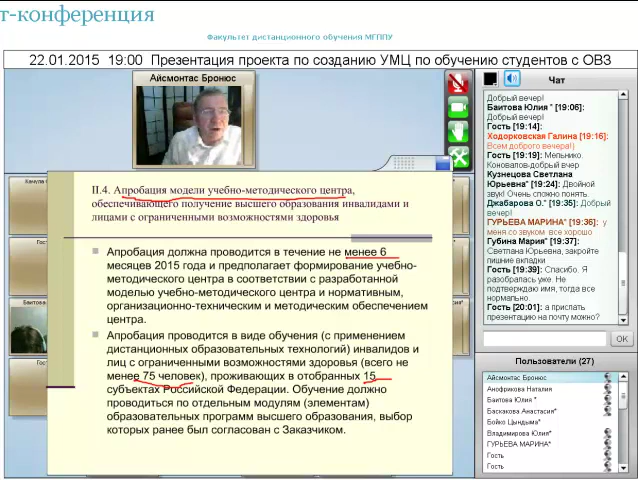 т-конференция
Факультет дистанционного обучения МГППУ
22.01.2015 19:00 Презентация проекта по созданию УМЦ по обучению студентов с ОВЗ
Айсмонтас Бронюс
II.4. Апробация модели учебно-методического центра,
обеспечивающего получение высшего образования инвалидами и
лицами с ограниченными возможностями здоровья
Апробация должна проводится в течение не менее 6
месяцев 2015 года и предполагает формирование учебно-
методического центра в соответствии с разработанной
моделью учебно-методического центра и нормативным,
организационно-техническим и методическим обеспечением
центра.
Апробация проводится в виде обучения (с применением
дистанционных образовательных технологий) инвалидов и
лиц с ограниченными возможностями здоровья (всего не
менее 75 человек), проживающих в отобранных 15
субъектах Российской Федерации. Обучение должно
проводиться по отдельным модулям (элементам)
образовательных программ высшего образования, выбор
которых ранее был согласован с Заказчиком.
Чат
Добрый вечер!
Баитова Юлия * [19:06]:
Добрый вечер!
Гость [19:14]:
Ходорковская Галина [19:16]:
Всем доброго вечера!)
Гость [19:19]: Мельнико.
Коновалов-добрый вечер
Кузнецова Светлана
Юрьевна* [19:24]: Двойной
звук! Очень сложно понять.
Джабарова О.* [19:35]: Добрый
вечер!
ГУРЬЕВА МАРИНА* [19:36]: у
меня со звуком все хорошо
Губина Мария* [19:37]:
Светлана Юрьевна, закройте
лишние вкладки
Гость [19:39]: Спасибо. Я
разобралась уже. Не
подтверждаю имя, тогда все
нормально.
Гость [20:01]: а прислать
презентацию на почту можно?
OK
Пользователи (27)
Айсмонтас Бронюс
Анофрикова Наталия
Баитова Юлия *
Баскакова Анастасия*
Бойко Цындыма*
Владимирова Юлия*
ГУРЬЕВА МАРИНА*
Гость
Гость